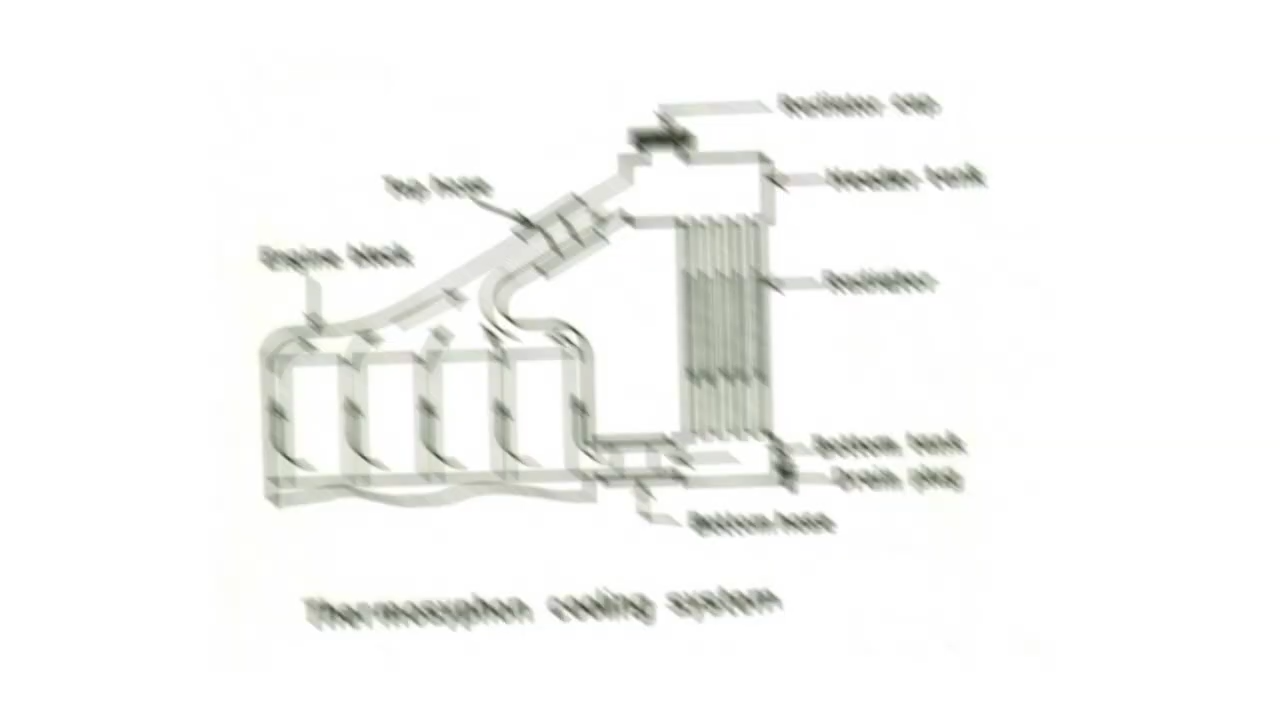 Radiator cap
Top hose
Header tank
Engine block
Radiator
Bottom tank
Drain plug
Bottom hose
Thermosyphon cooling system